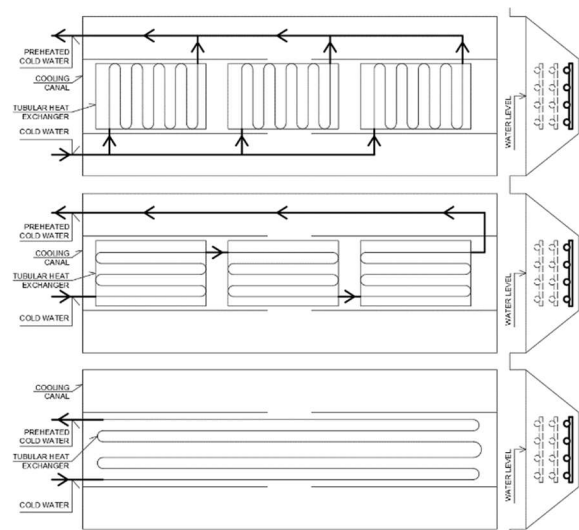 PREHEATED
COLD WATER
COOLING
CANAL
TUBULAR HEAT
EXCHANGER
COLD WATER
WATER LEVEL
PREHEATED
COLD WATER
COOLING
CANAL
TUBULAR HEAT
EXCHANGER
COLD WATER
WATER LEVEL
COOLING
CANAL
PREHEATED
COLD WATER
TUBULAR HEAT
EXCHANGER
COLD WATER
WATER LEVEL